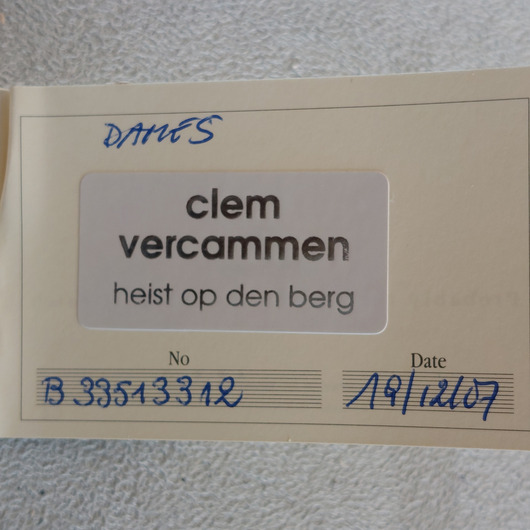 DAMES
clem
vercammen
heist op den berg
No
Date
B 33513312
19/12/07